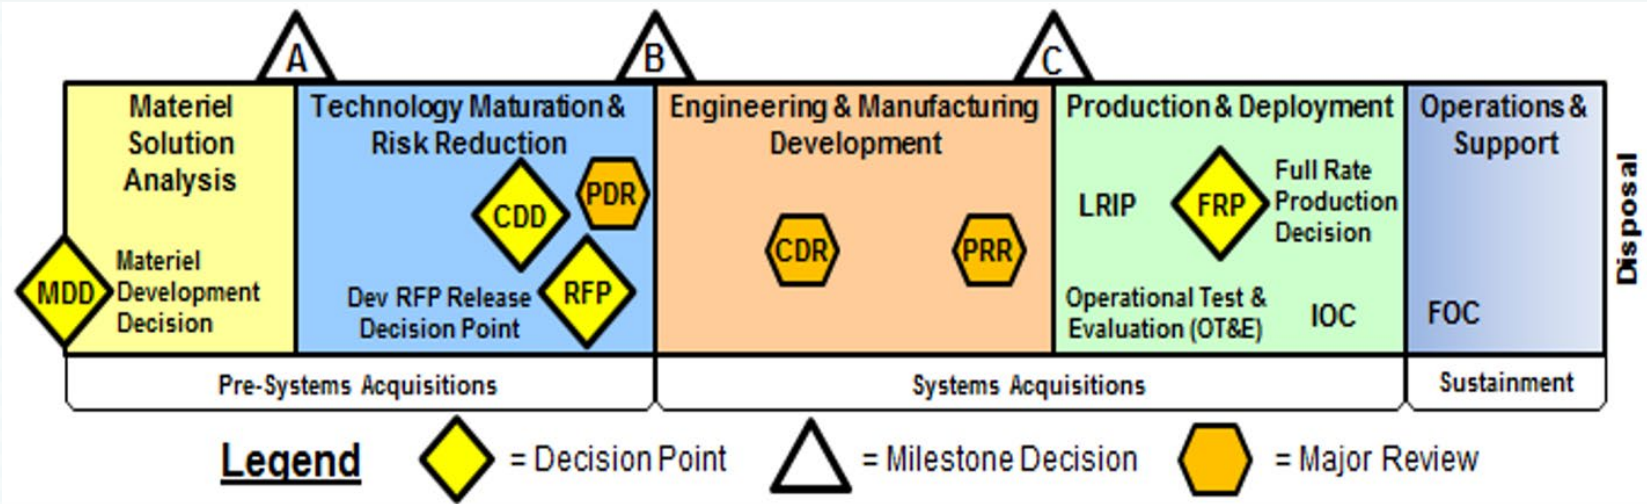 A
B
C
Materiel
Solution
Analysis
MDD
Materiel
Development
Decision
Technology Maturation &
Risk Reduction
CDD
PDR
Dev RFP Release
Decision Point
RFP
Engineering & Manufacturing
Development
CDR
PRR
Production & Deployment
LRIP
FRP
Full Rate
Production
Decision
Operational Test &
Evaluation (OT&E)
IOC
Operations &
Support
FOC
Disposal
Pre-Systems Acquisitions
Systems Acquisitions
Sustainment
Legend
= Decision Point
= Milestone Decision
= Major Review